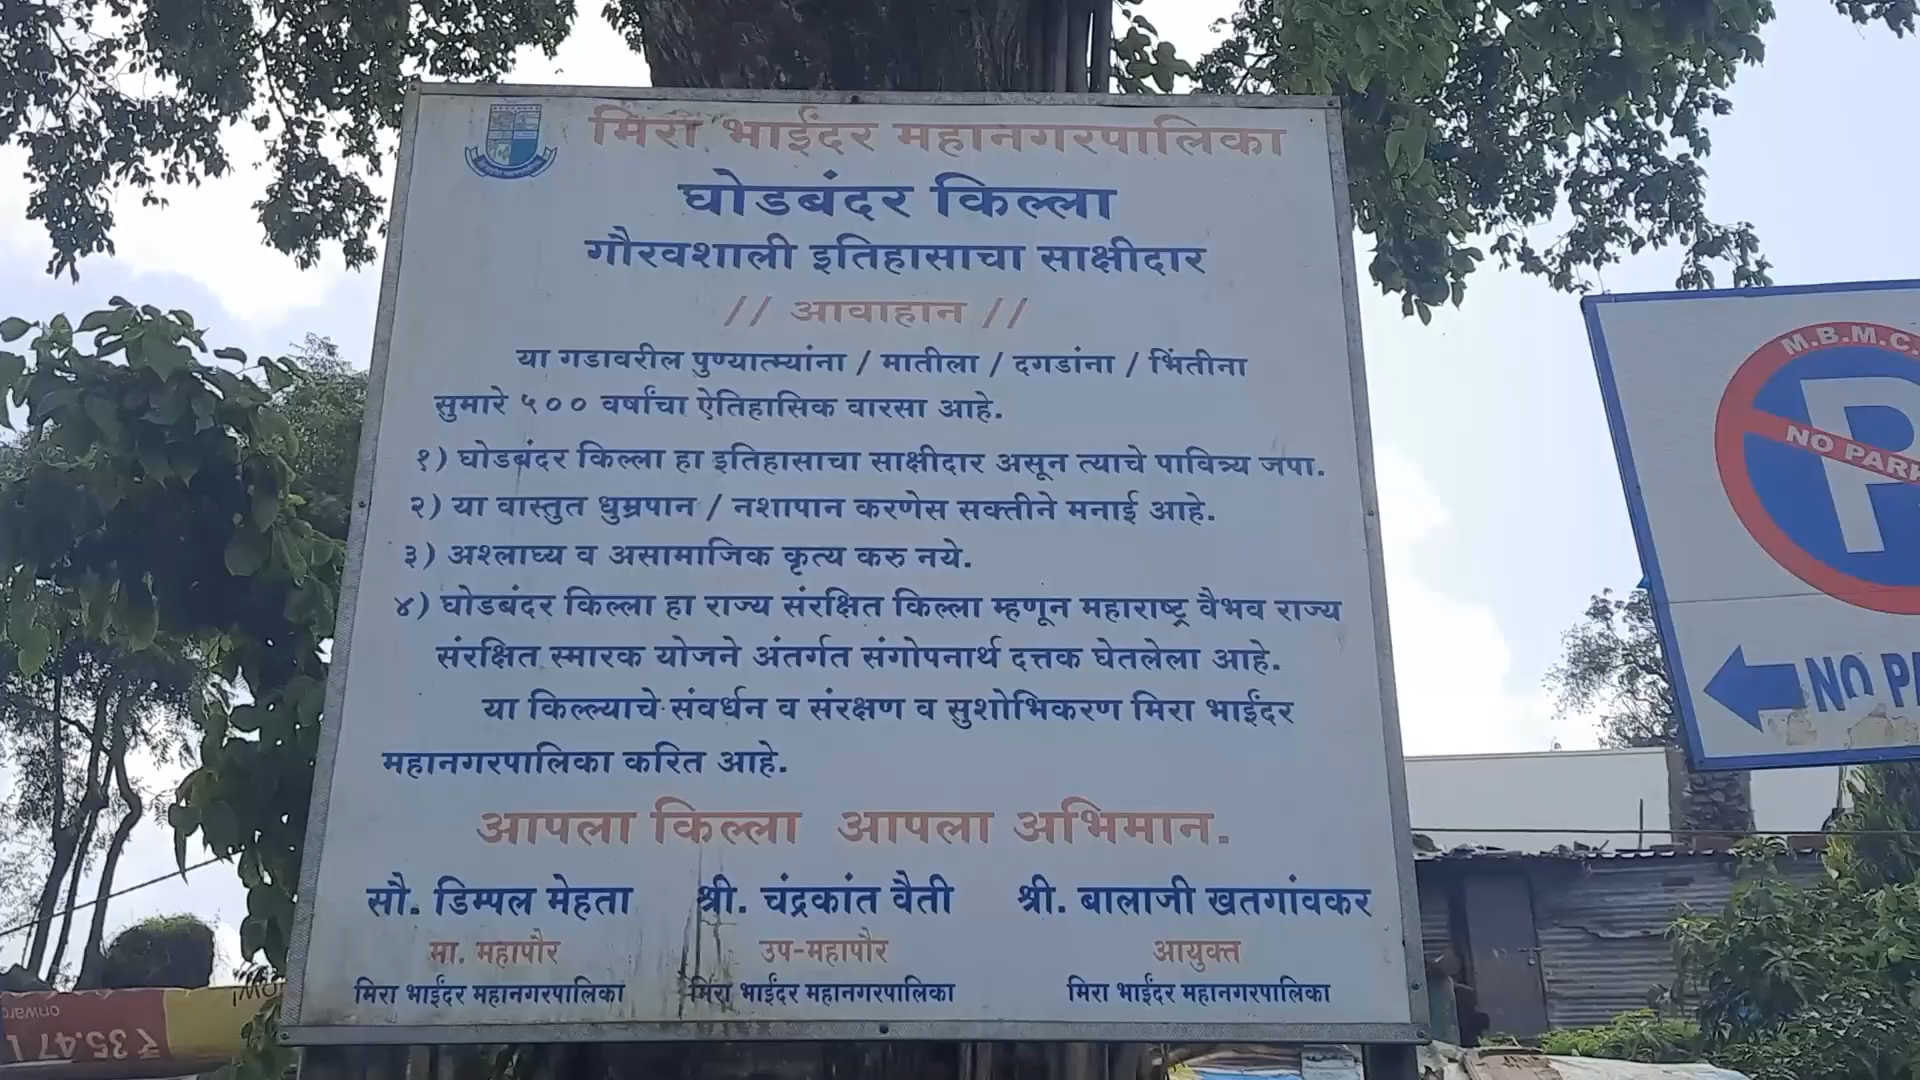 मिरा भाईंदर महानगरपालिका
घोडबंदर किल्ला
गौरवशाली इतिहासाचा साक्षीदार
// आवाहान //
या गडावरील पुण्यात्म्यांना / मातीला / दगडांना / भिंतीना
सुमारे ५०० वर्षांचा ऐतिहासिक वारसा आहे.
१) घोडबंदर किल्ला हा इतिहासाचा साक्षीदार असून त्याचे पावित्र्य जपा.
२) या वास्तुत धुम्रपान / नशापान करणेस सक्तीने मनाई आहे.
३) अश्लाघ्य व असामाजिक कृत्य करु नये.
४) घोडबंदर किल्ला हा राज्य संरक्षित किल्ला म्हणून महाराष्ट्र वैभव राज्य
संरक्षित स्मारक योजने अंतर्गत संगोपनार्थ दत्तक घेतलेला आहे.
या किल्ल्याचे संवर्धन व संरक्षण व सुशोभिकरण मिरा भाईंदर
महानगरपालिका करित आहे.
आपला किल्ला आपला अभिमान.
सौ. डिम्पल मेहता श्री. चंद्रकांत वैती श्री. बालाजी खतगांवकर
मा. महापौर उप-महापौर आयुक्त
मिरा भाईंदर महानगरपालिका मिरा भाईंदर महानगरपालिका मिरा भाईंदर महानगरपालिका
M.B.M.C.
P
NO PARK
NO P
onward
₹35.47 L